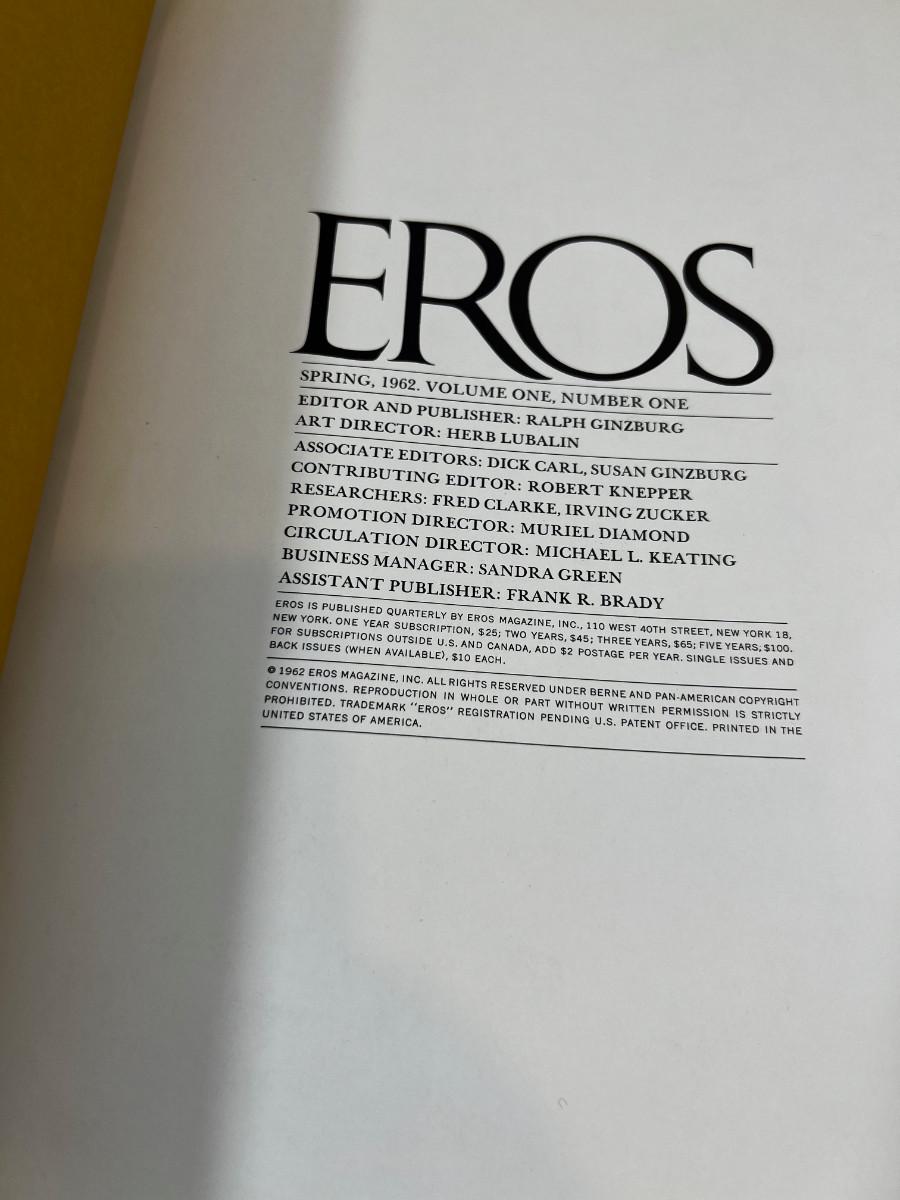 EROS
SPRING, 1962. VOLUME ONE, NUMBER ONE
EDITOR AND PUBLISHER: RALPH GINZBURG
ART DIRECTOR: HERB LUBALIN
ASSOCIATE EDITORS: DICK CARL, SUSAN GINZBURG
CONTRIBUTING EDITOR: ROBERT KNEPPER
RESEARCHERS: FRED CLARKE, IRVING ZUCKER
PROMOTION DIRECTOR: MURIEL DIAMOND
CIRCULATION DIRECTOR: MICHAEL L. KEATING
BUSINESS MANAGER: SANDRA GREEN
ASSISTANT PUBLISHER: FRANK R. BRADY
EROS IS PUBLISHED QUARTERLY BY EROS MAGAZINE, INC., 110 WEST 40TH STREET, NEW YORK 18,
NEW YORK. ONE YEAR SUBSCRIPTION, $25; TWO YEARS, $45; THREE YEARS, $65; FIVE YEARS, $100.
FOR SUBSCRIPTIONS OUTSIDE U.S. AND CANADA, ADD $2 POSTAGE PER YEAR. SINGLE ISSUES AND
BACK ISSUES (WHEN AVAILABLE), $10 EACH.
© 1962 EROS MAGAZINE, INC. ALL RIGHTS RESERVED UNDER BERNE AND PAN-AMERICAN COPYRIGHT
CONVENTIONS. REPRODUCTION IN WHOLE OR PART WITHOUT WRITTEN PERMISSION IS STRICTLY
PROHIBITED. TRADEMARK "EROS" REGISTRATION PENDING U.S. PATENT OFFICE. PRINTED IN THE
UNITED STATES OF AMERICA.